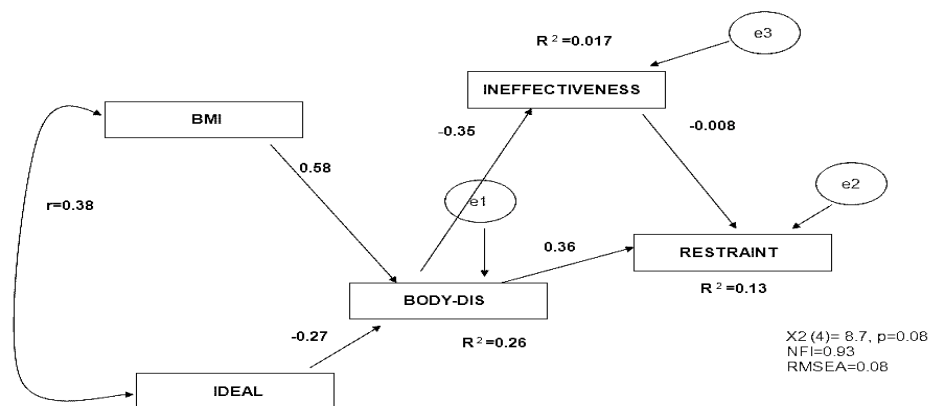 e3
R ² =0.017
INEFFECTIVENESS
BMI
-0.35
-0.008
0.58
e2
r=0.38
e1
0.36
RESTRAINT
R ² =0.13
BODY-DIS
-0.27
R ² =0.26
X2 (4)= 8.7, p=0.08
NFI=0.93
RMSEA=0.08
IDEAL